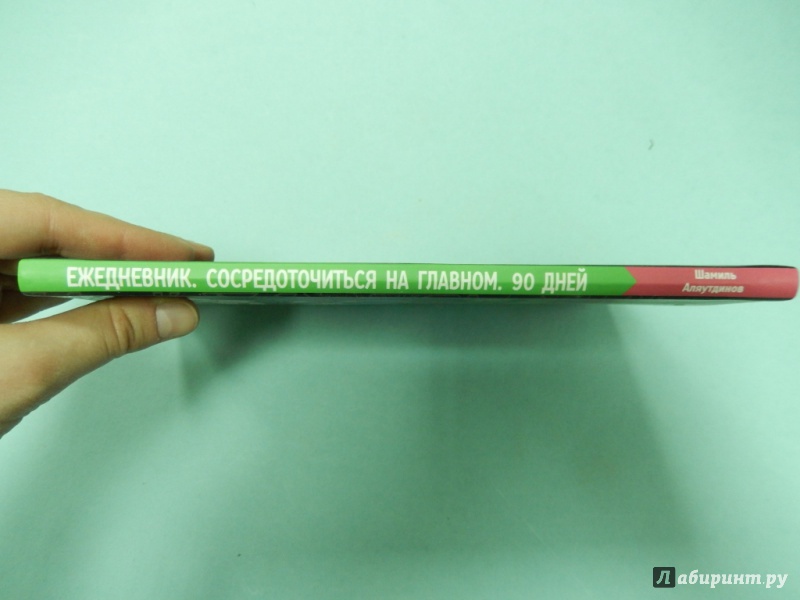 ЕЖЕДНЕВНИК. СОСРЕДОТОЧИТЬСЯ НА ГЛАВНОМ. 90 ДНЕЙ
Шамиль
Аляутдинов
Лабиринт.ру